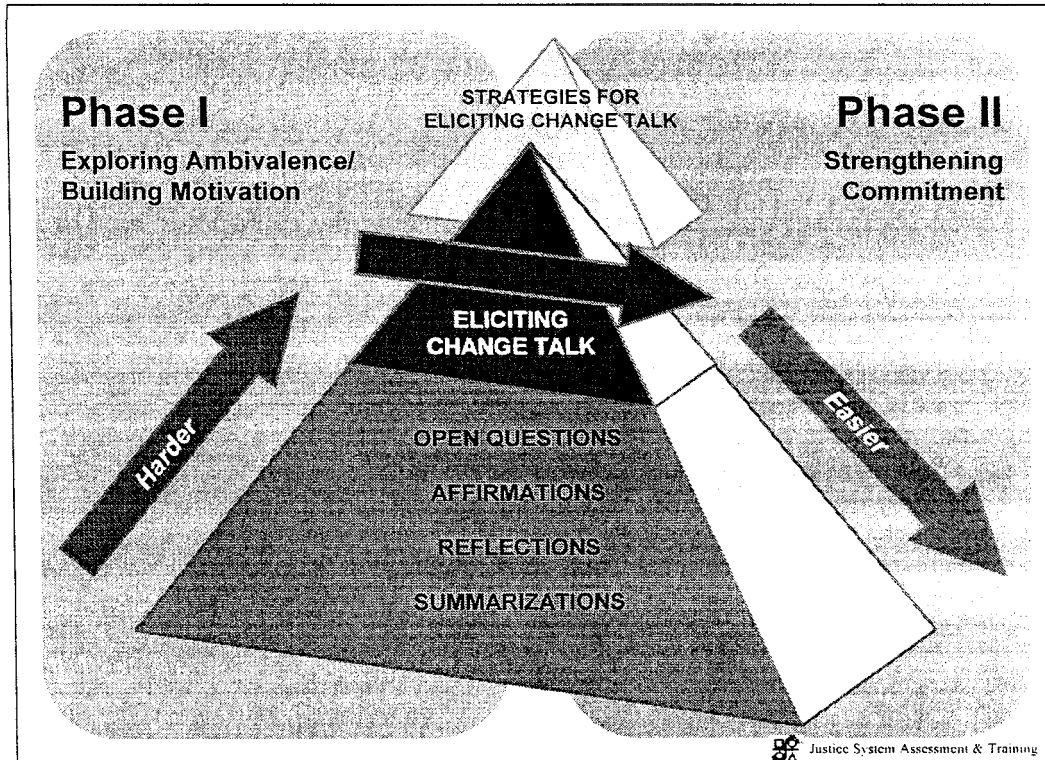 Phase I
Exploring Ambivalence/
Building Motivation
STRATEGIES FOR
ELICITING CHANGE TALK
Phase II
Strengthening
Commitment
Harder
ELICITING
CHANGE TALK
Easier
OPEN QUESTIONS
AFFIRMATIONS
REFLECTIONS
SUMMARIZATIONS
Justice System Assessment & Training